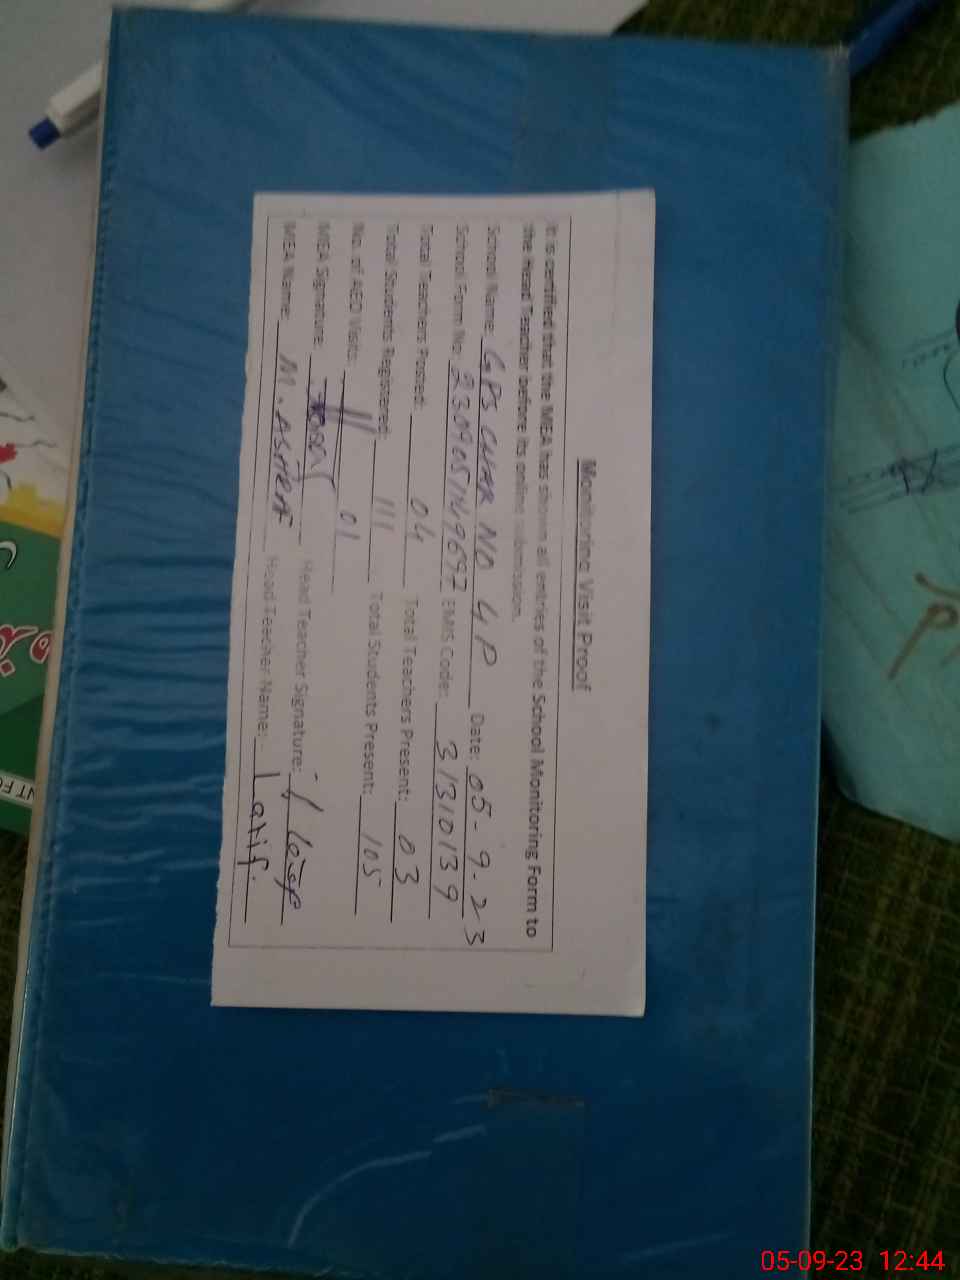 Monitoring Visit Proof
It is certified that the MEA has shown all entries of the School Monitoring Form to
the Head Teacher before its online submission.
School Name: GPS CHAK NO 4P Date: 05-9-23
School Form No: EMIS Code: 31310139
Total Teachers Posted: 04 Total Teachers Present: 03
Total Students Registered: 111 Total Students Present: 105
No. of AEO Visits: 01
MEA Signature: Head Teacher Signature:
MEA Name: M. ASHRAF Head Teacher Name: Latif.
05-09-23 12:44